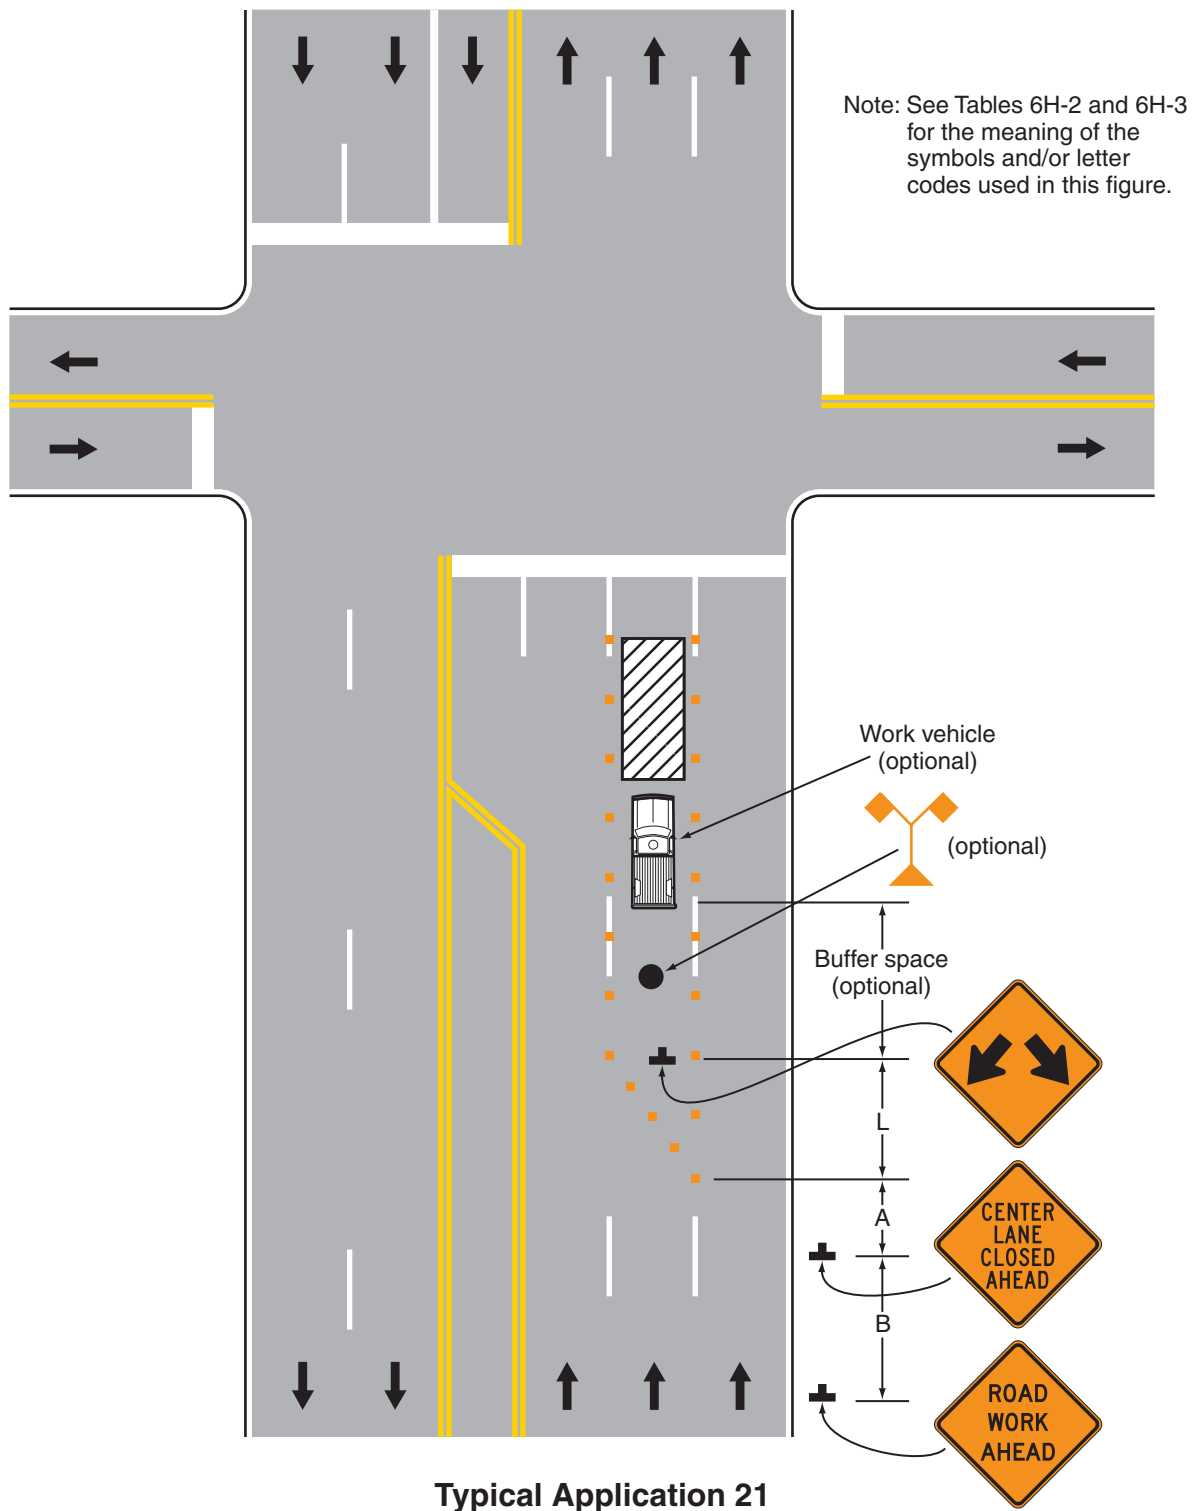 Note: See Tables 6H-2 and 6H-3
for the meaning of the
symbols and/or letter
codes used in this figure.
Work vehicle
(optional)
(optional)
Buffer space
(optional)
L
A
CENTER
LANE
CLOSED
AHEAD
B
ROAD
WORK
AHEAD
Typical Application 21